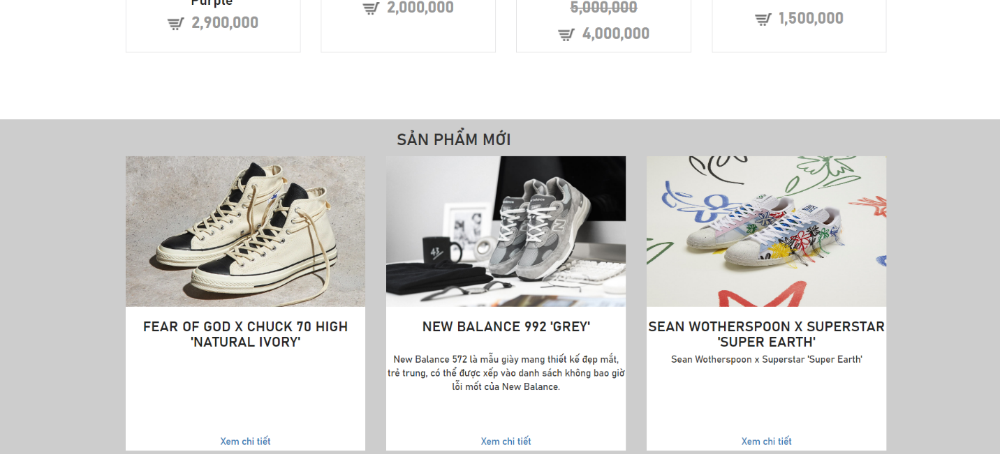 Purple
2,900,000
2,000,000
5,000,000
4,000,000
1,500,000
SẢN PHẨM MỚI
43
FEAR OF GOD X CHUCK 70 HIGH
'NATURAL IVORY'
Xem chi tiết
NEW BALANCE 992 'GREY'
New Balance 572 là mẫu giày mang thiết kế đẹp mắt,
trẻ trung, có thể được xếp vào danh sách không bao giờ
lỗi mốt của New Balance.
Xem chi tiết
SEAN WOTHERSPOON X SUPERSTAR
'SUPER EARTH'
Sean Wotherspoon x Superstar 'Super Earth'
Xem chi tiết